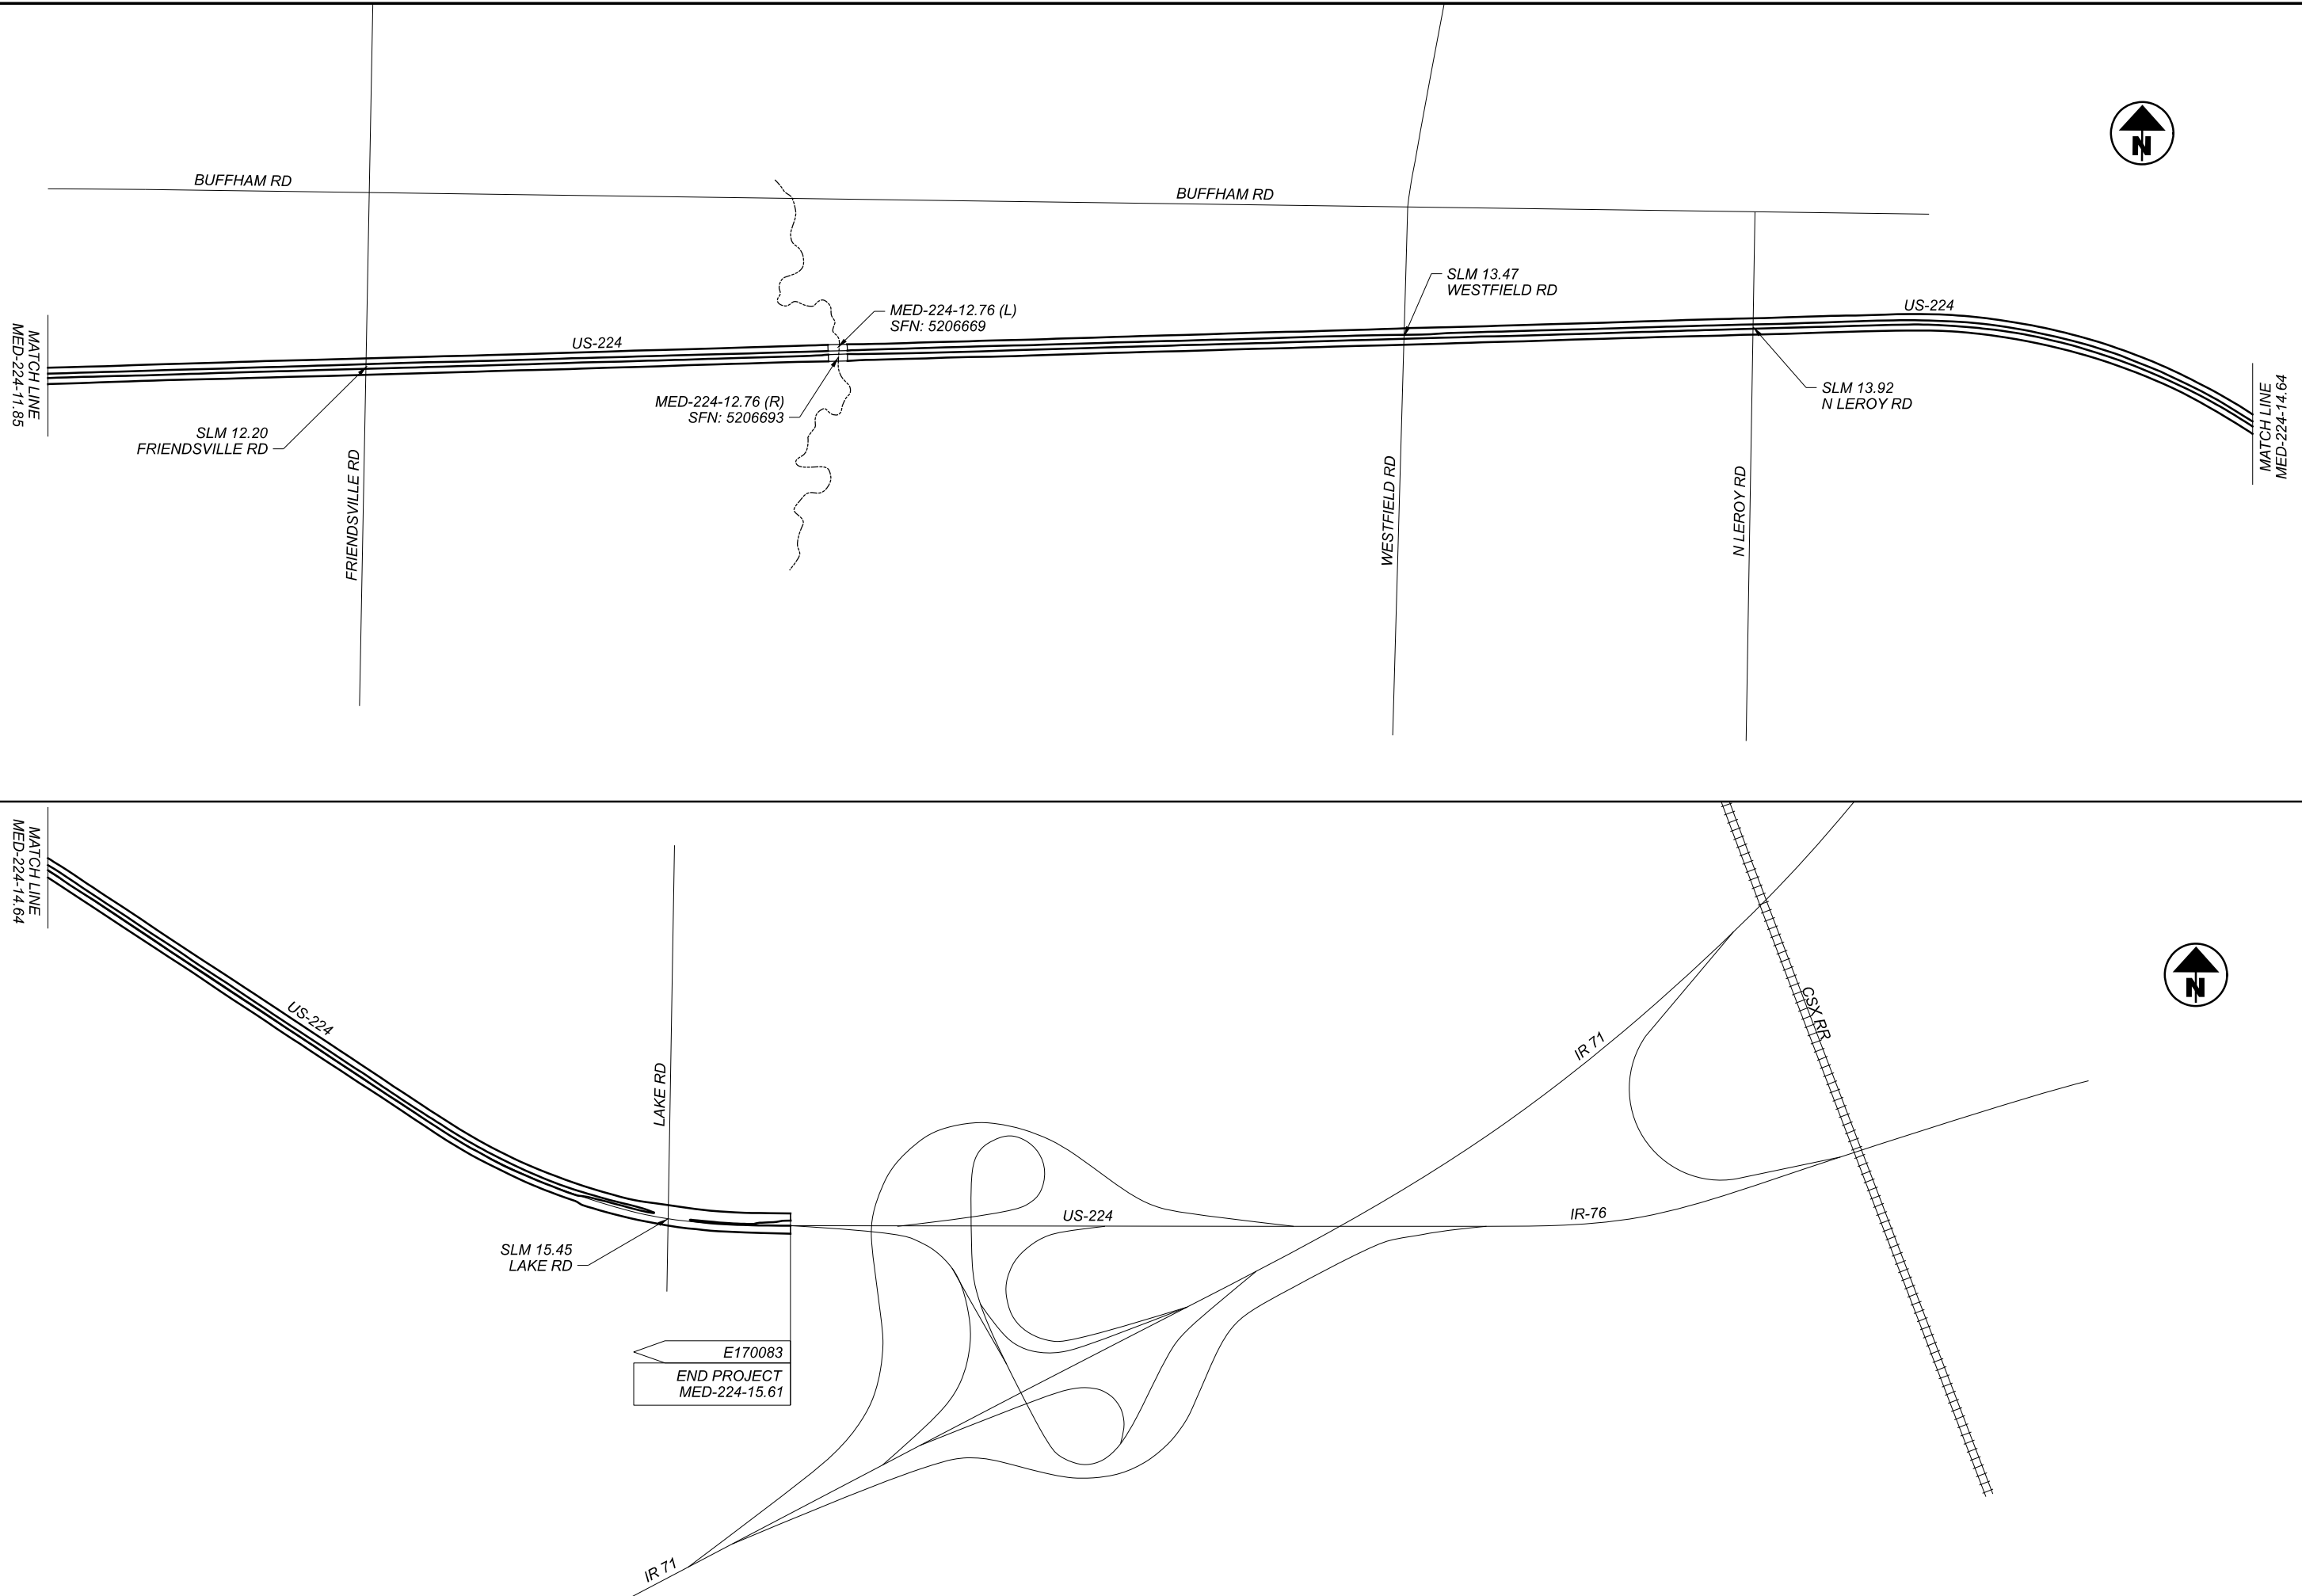 N
BUFFHAM RD
BUFFHAM RD
SLM 13.47
WESTFIELD RD
US-224
MED-224-12.76 (L)
SFN: 5206669
US-224
MATCH LINE
MED-224-11.85
MED-224-12.76 (R)
SFN: 5206693
SLM 13.92
N LEROY RD
MATCH LINE
MED-224-14.64
SLM 12.20
FRIENDSVILLE RD
FRIENDSVILLE RD
WESTFIELD RD
N LEROY RD
MATCH LINE
MED-224-14.64
N
US-224
CSX RR
IR 71
LAKE RD
US-224
IR-76
SLM 15.45
LAKE RD
E170083
END PROJECT
MED-224-15.61
IR 71